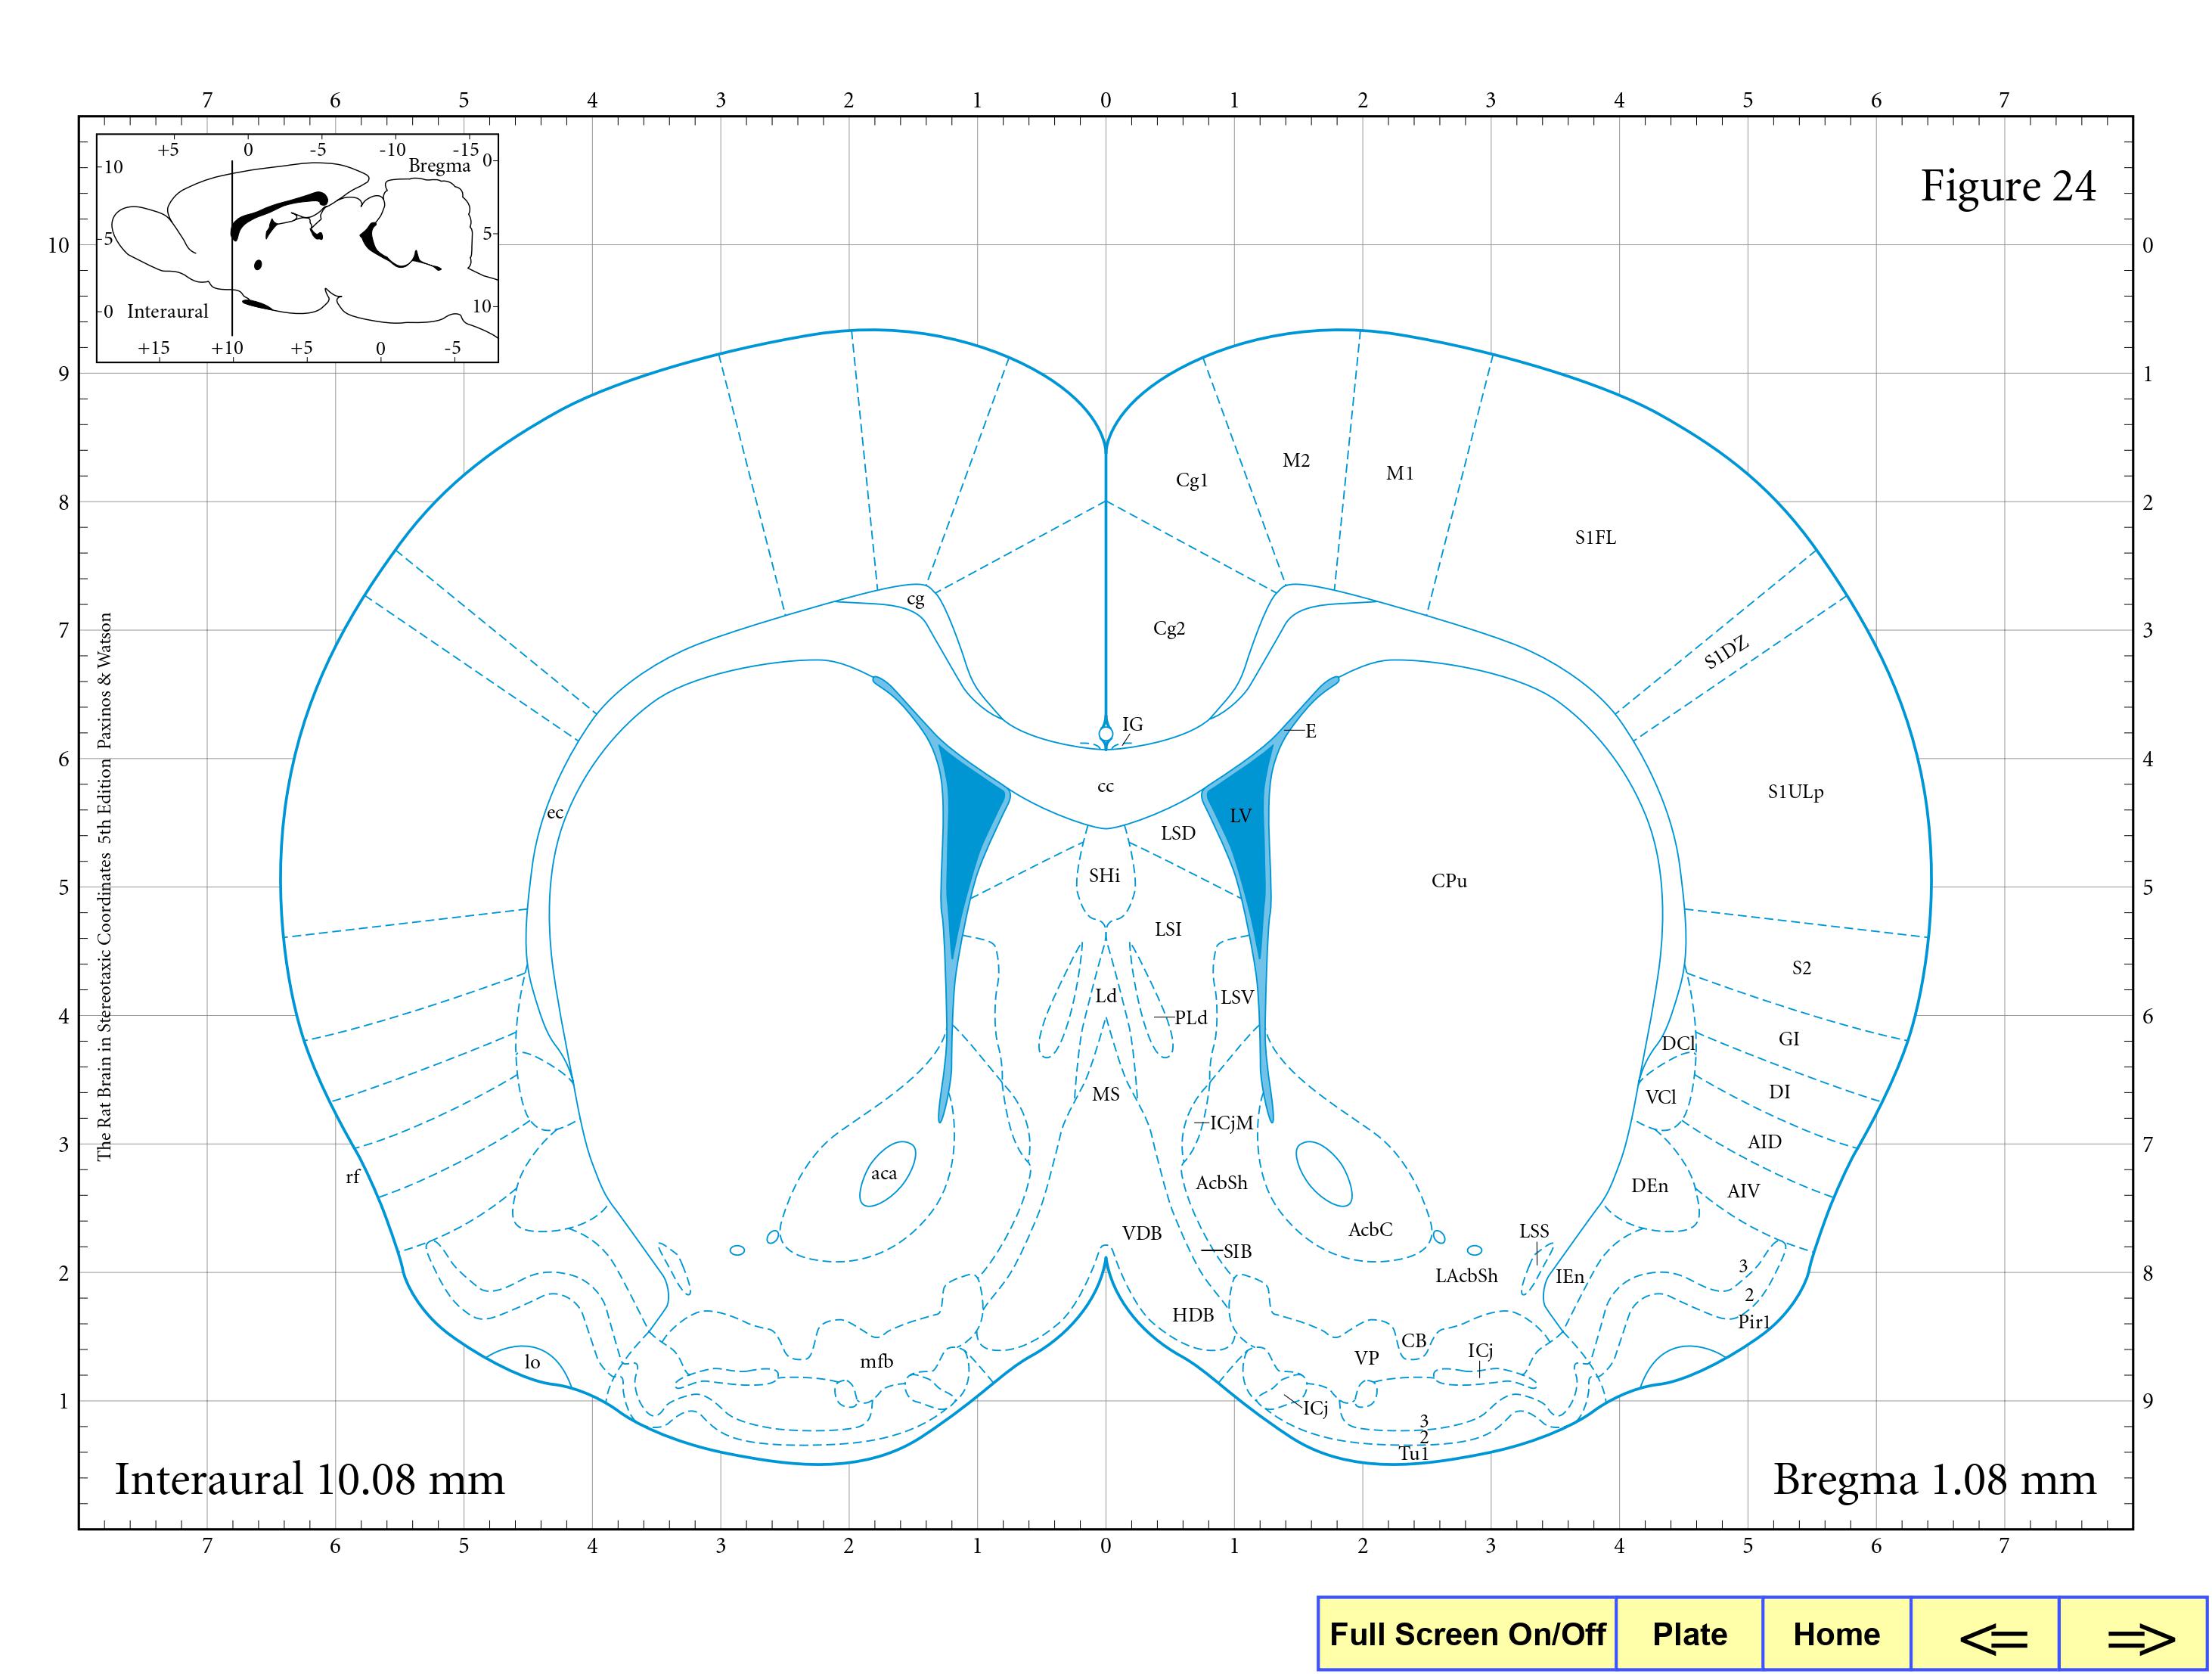 7 6 5 4 3 2 1 0 1 2 3 4 5 6 7
+5 0 -5 -10 -15
Bregma
0
10
5
5
0 Interaural
10
+15 +10 +5 0 -5
Figure 24
10 0
9 1
8 2
7 3
6 4
5 5
4 6
3 7
2 8
1 9
The Rat Brain in Stereotaxic Coordinates 5th Edition Paxinos & Watson
M2
M1
Cg1
S1FL
cg
Cg2
S1DZ
IG
E
cc
S1ULp
ec
LV
LSD
SHi
CPu
LSI
S2
Ld
LSV
PLd
GI
DCl
DI
MS
VCl
ICjM
AID
rf
aca
AcbSh
DEn
AIV
VDB
AcbC
LSS
SIB
3
LAcbSh
IEn
2
HDB
Pir1
CB
lo
mfb
VP
ICj
ICj
3
2
Tu1
Interaural 10.08 mm
Bregma 1.08 mm
7 6 5 4 3 2 1 0 1 2 3 4 5 6 7
Full Screen On/Off Plate Home <= =>